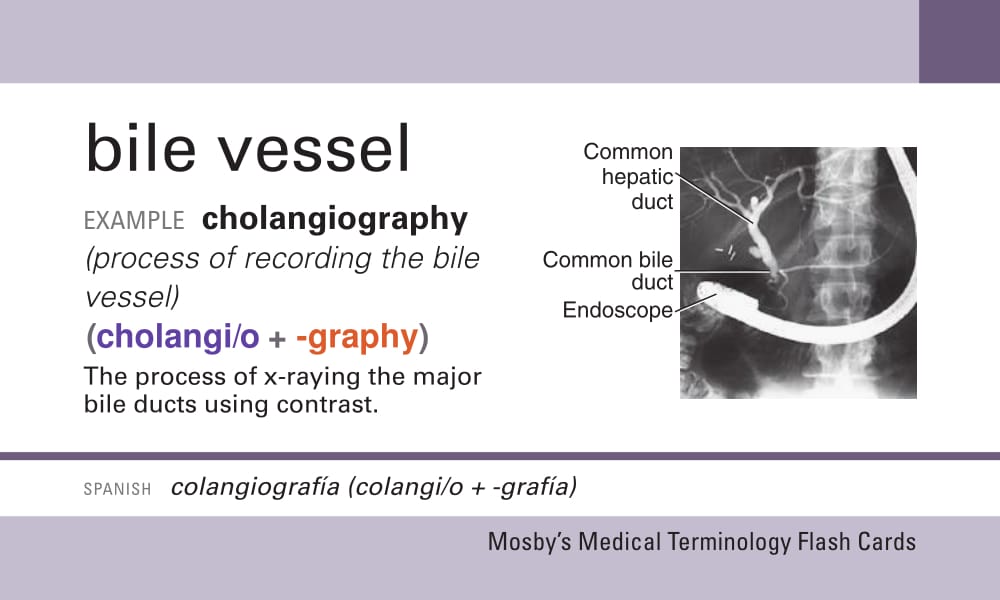 bile vessel
EXAMPLE cholangiography
(process of recording the bile
vessel)
(cholangi/o + -graphy)
The process of x-raying the major
bile ducts using contrast.
Common
hepatic
duct
Common bile
duct
Endoscope
SPANISH colangiografía (colangi/o + -grafía)
Mosby’s Medical Terminology Flash Cards